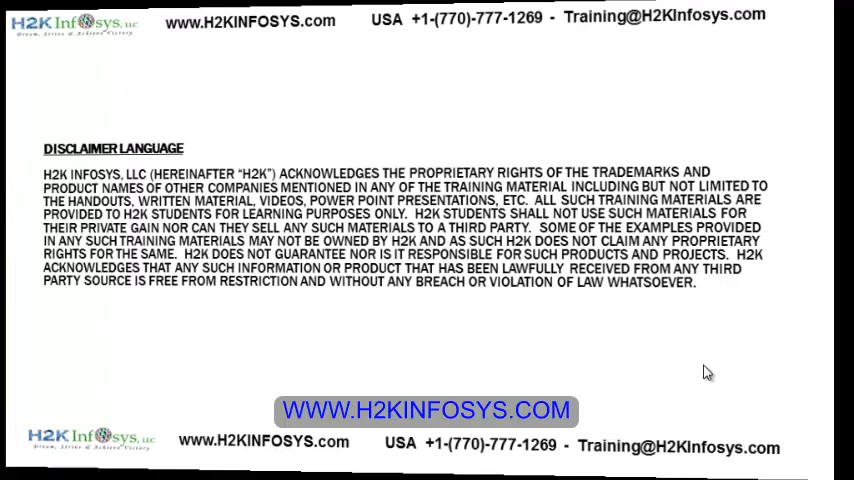 H2K Infosys, LLC
Dream, Strive & Achieve Victory
www.H2KINFOSYS.com
USA +1-(770)-777-1269 - Training@H2KInfosys.com
DISCLAIMER LANGUAGE
H2K INFOSYS, LLC (HEREINAFTER “H2K”) ACKNOWLEDGES THE PROPRIETARY RIGHTS OF THE TRADEMARKS AND
PRODUCT NAMES OF OTHER COMPANIES MENTIONED IN ANY OF THE TRAINING MATERIAL INCLUDING BUT NOT LIMITED TO
THE HANDOUTS, WRITTEN MATERIAL, VIDEOS, POWER POINT PRESENTATIONS, ETC. ALL SUCH TRAINING MATERIALS ARE
PROVIDED TO H2K STUDENTS FOR LEARNING PURPOSES ONLY. H2K STUDENTS SHALL NOT USE SUCH MATERIALS FOR
THEIR PRIVATE GAIN NOR CAN THEY SELL ANY SUCH MATERIALS TO A THIRD PARTY. SOME OF THE EXAMPLES PROVIDED
IN ANY SUCH TRAINING MATERIALS MAY NOT BE OWNED BY H2K AND AS SUCH H2K DOES NOT CLAIM ANY PROPRIETARY
RIGHTS FOR THE SAME. H2K DOES NOT GUARANTEE NOR IS IT RESPONSIBLE FOR SUCH PRODUCTS AND PROJECTS. H2K
ACKNOWLEDGES THAT ANY SUCH INFORMATION OR PRODUCT THAT HAS BEEN LAWFULLY RECEIVED FROM ANY THIRD
PARTY SOURCE IS FREE FROM RESTRICTION AND WITHOUT ANY BREACH OR VIOLATION OF LAW WHATSOEVER.
WWW.H2KINFOSYS.COM
H2K Infosys, LLC
Dream, Strive & Achieve Victory
www.H2KINFOSYS.com
USA +1-(770)-777-1269 - Training@H2KInfosys.com